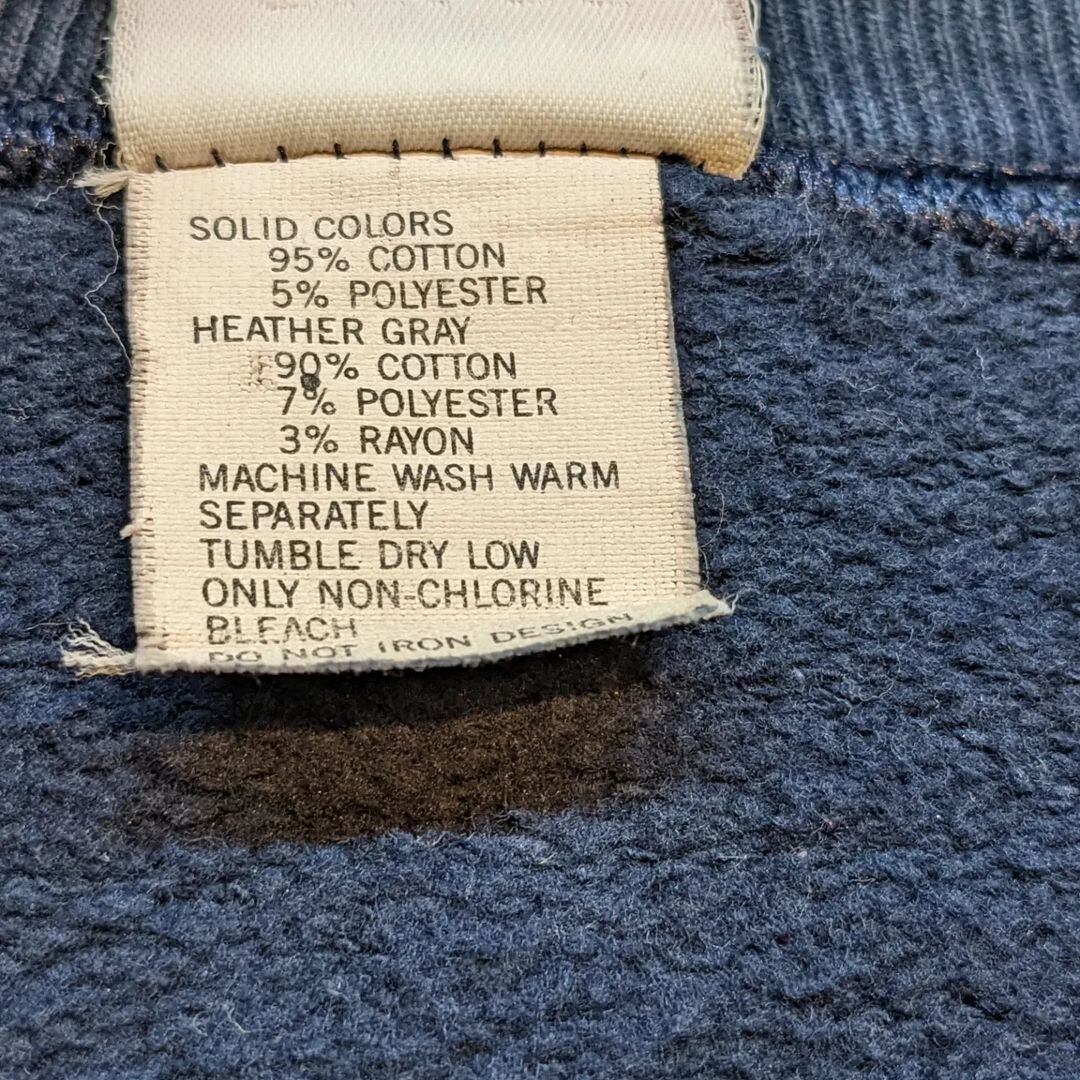 SOLID COLORS
95% COTTON
5% POLYESTER
HEATHER GRAY
90% COTTON
7% POLYESTER
3% RAYON
MACHINE WASH WARM
SEPARATELY
TUMBLE DRY LOW
ONLY NON-CHLORINE
BLEACH
DO NOT IRON DESIGN